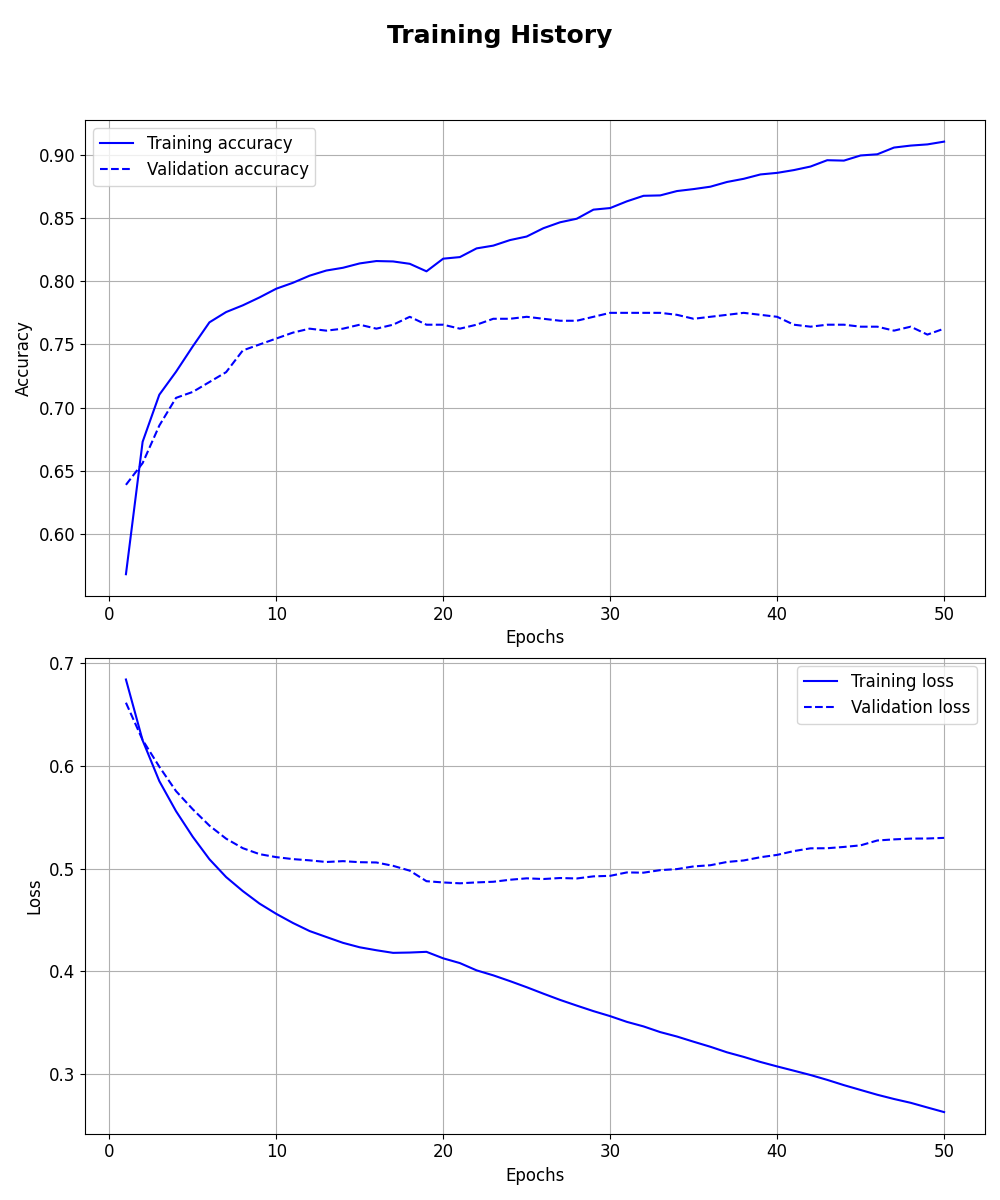 Training History
Training accuracy
Validation accuracy
0.90
0.85
0.80
0.75
0.70
0.65
0.60
Accuracy
0 10 20 30 40 50
Epochs
Training loss
Validation loss
0.7
0.6
0.5
0.4
0.3
Loss
0 10 20 30 40 50
Epochs